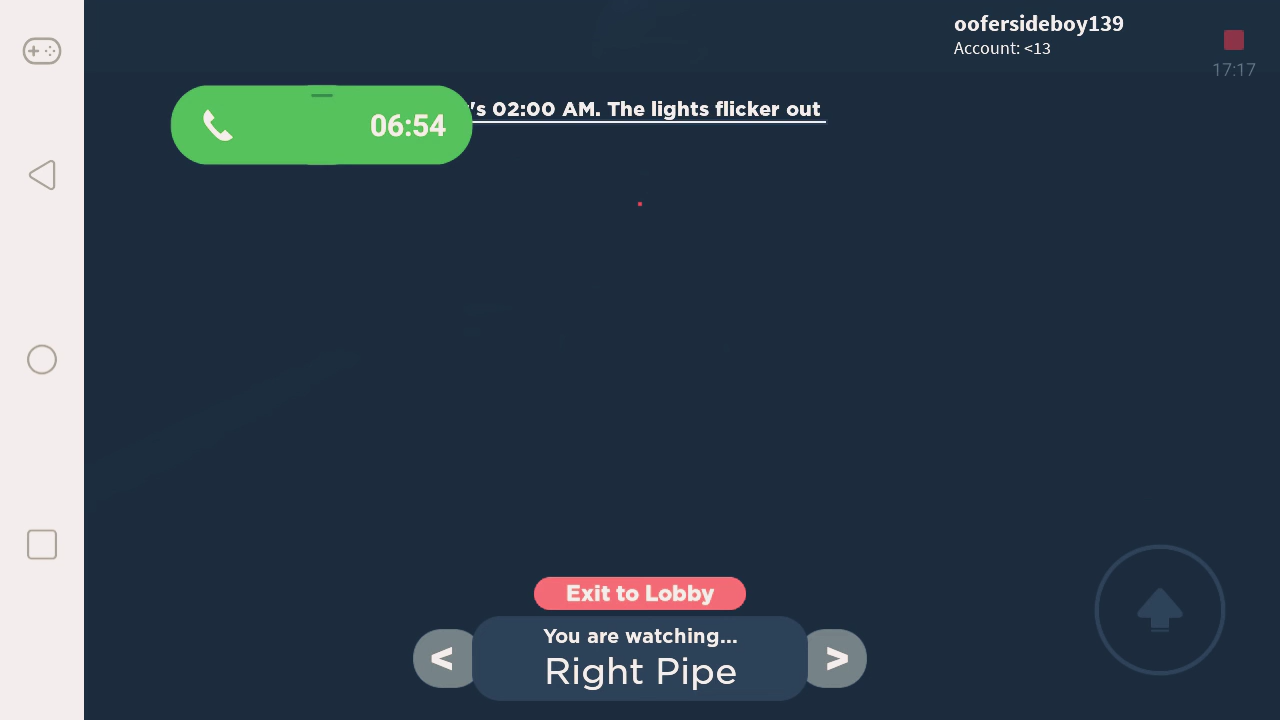 oofersideboy139
Account: <13
17:17
06:54
's 02:00 AM. The lights flicker out
Exit to Lobby
You are watching...
< Right Pipe >